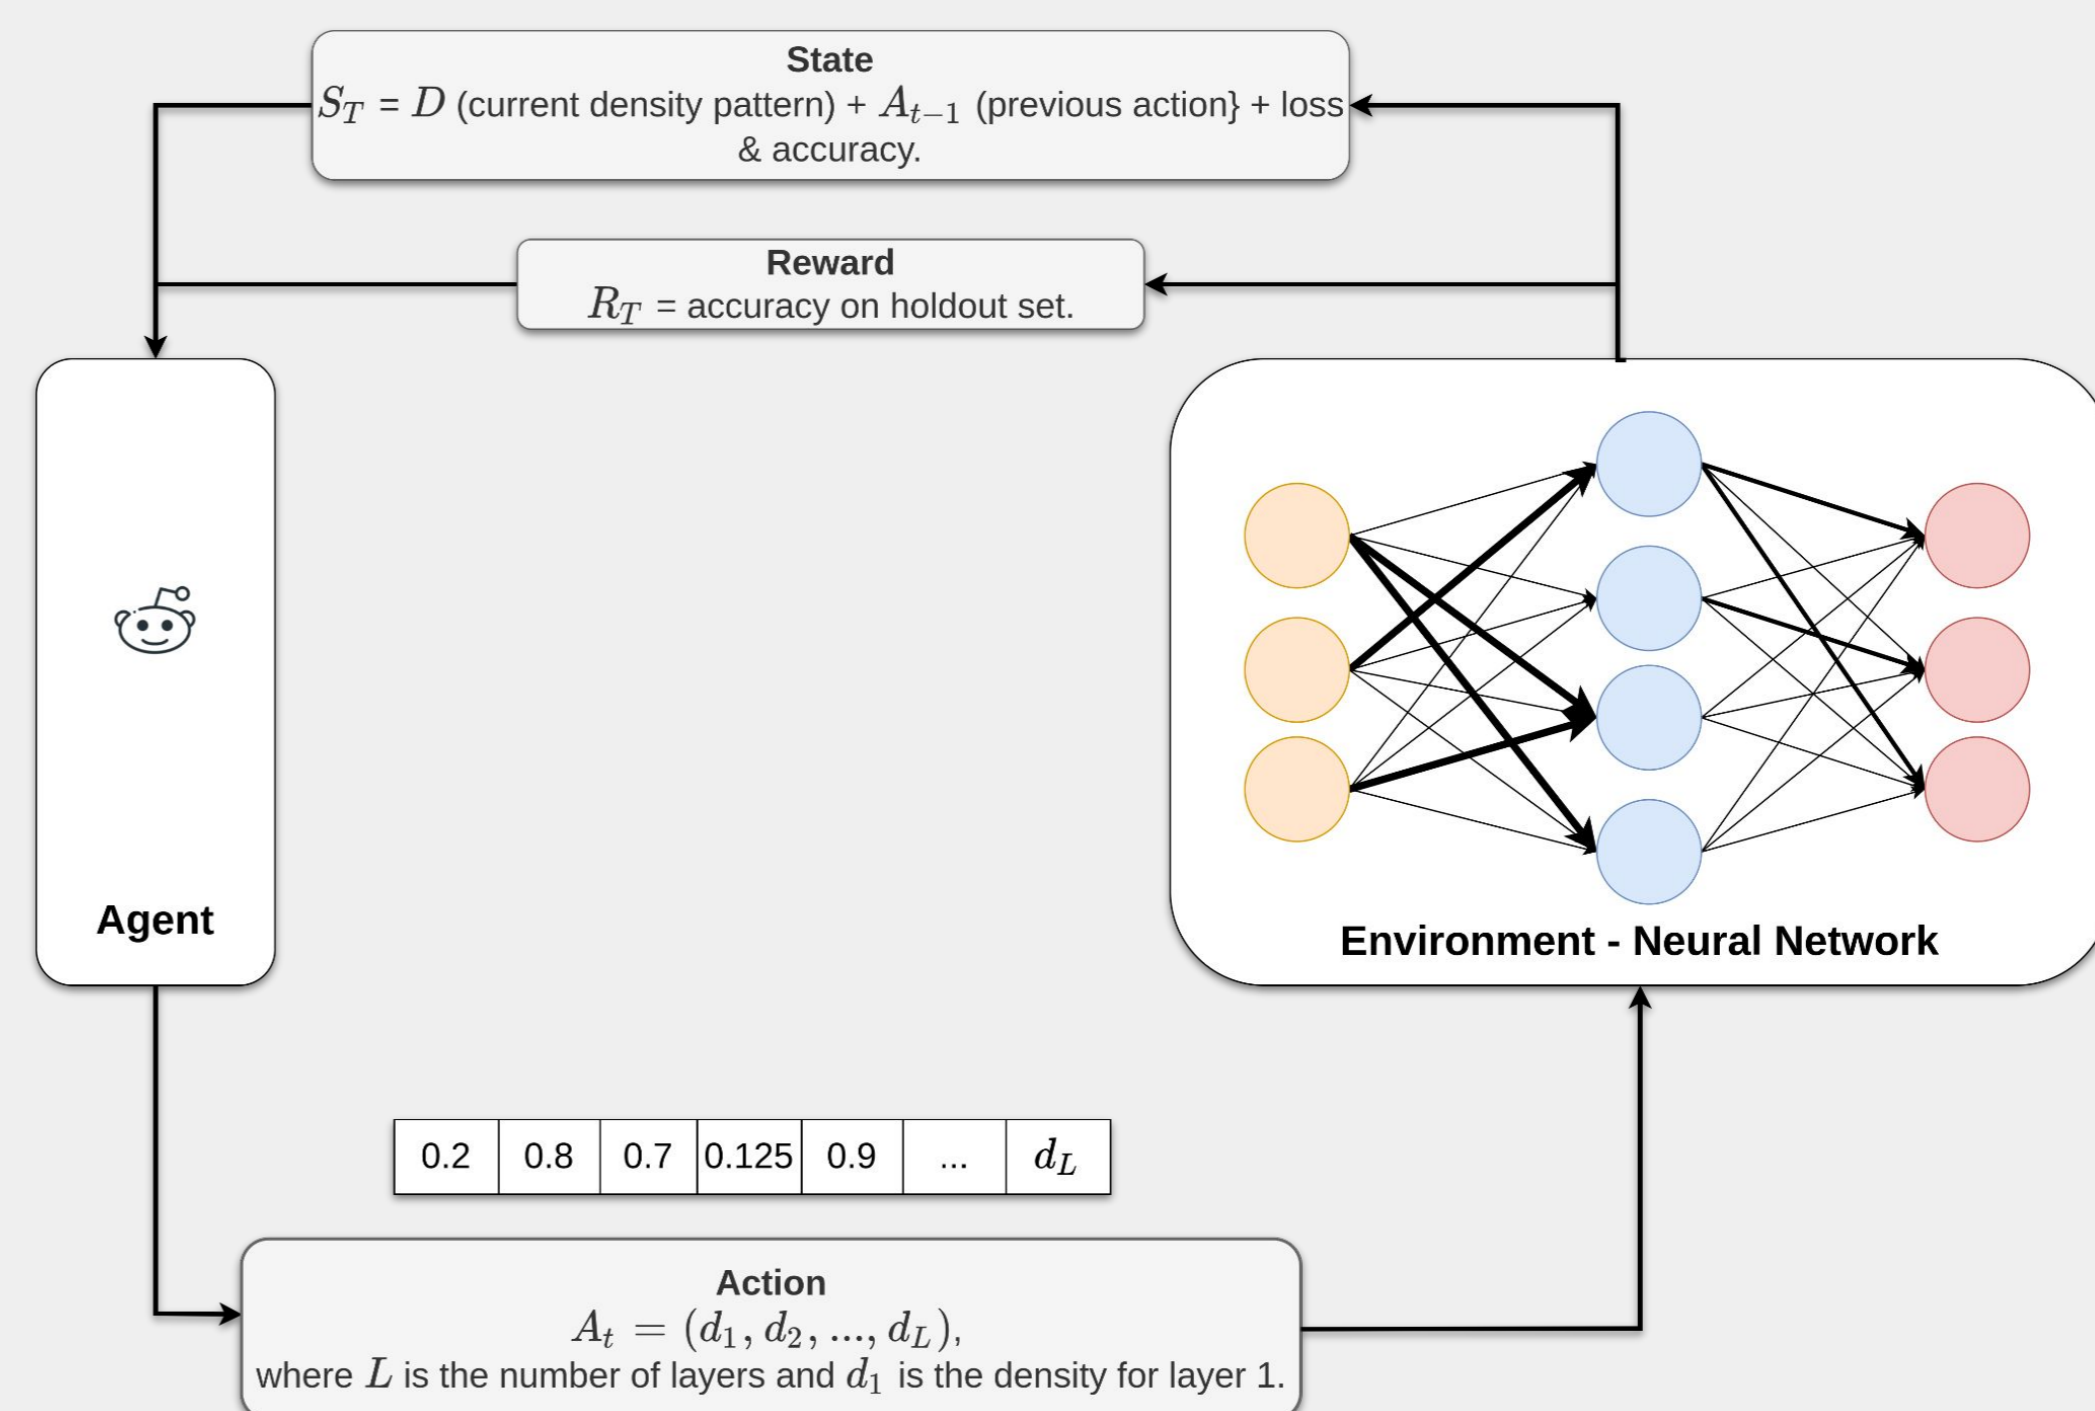 State
S_T = D (current density pattern) + A_{t−1} (previous action} + loss
& accuracy.
Reward
R_T = accuracy on holdout set.
Agent
Environment - Neural Network
0.2 0.8 0.7 0.125 0.9 ... d_L
Action
A_t = (d_1, d_2, ..., d_L),
where L is the number of layers and d_1 is the density for layer 1.